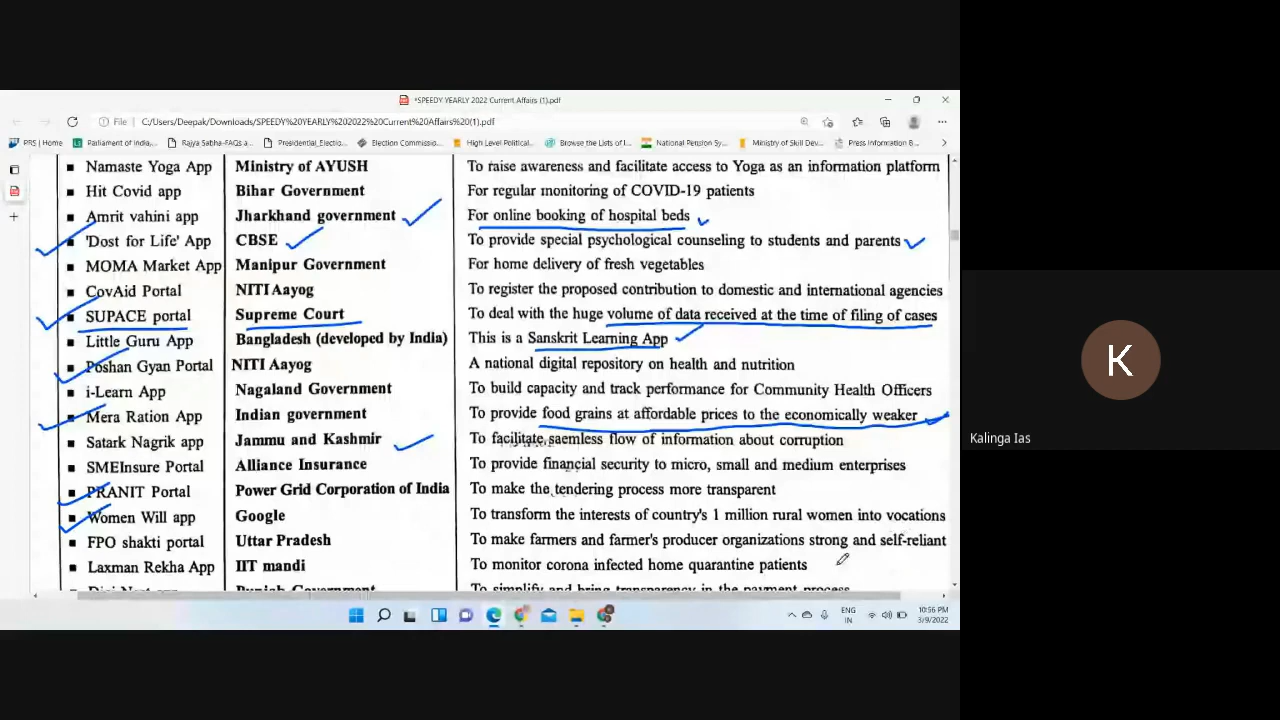 *SPEEDY YEARLY 2022 Current Affairs (1).pdf
File C:/Users/Deepak/Downloads/SPEEDY%20YEARLY%202022%20Current%20Affairs%20(1).pdf
PRS | Home Parliament of India,... Rajya Sabha-FAQs a... Presidential_Electio... Election Commissio... High Level Political... Browse the Lists of I... National Pension Sy... Ministry of Skill Dev... Press Information B...
Namaste Yoga App Ministry of AYUSH To raise awareness and facilitate access to Yoga as an information platform
Hit Covid app Bihar Government For regular monitoring of COVID-19 patients
Amrit vahini app Jharkhand government For online booking of hospital beds
'Dost for Life' App CBSE To provide special psychological counseling to students and parents
MOMA Market App Manipur Government For home delivery of fresh vegetables
CovAid Portal NITI Aayog To register the proposed contribution to domestic and international agencies
SUPACE portal Supreme Court To deal with the huge volume of data received at the time of filing of cases
Little Guru App Bangladesh (developed by India) This is a Sanskrit Learning App
Poshan Gyan Portal NITI Aayog A national digital repository on health and nutrition
i-Learn App Nagaland Government To build capacity and track performance for Community Health Officers
Mera Ration App Indian government To provide food grains at affordable prices to the economically weaker
Satark Nagrik app Jammu and Kashmir To facilitate saemless flow of information about corruption
SMEInsure Portal Alliance Insurance To provide financial security to micro, small and medium enterprises
PRANIT Portal Power Grid Corporation of India To make the tendering process more transparent
Women Will app Google To transform the interests of country's 1 million rural women into vocations
FPO shakti portal Uttar Pradesh To make farmers and farmer's producer organizations strong and self-reliant
Laxman Rekha App IIT mandi To monitor corona infected home quarantine patients
Punjab Government To simplify and bring transparency in the payment process
ENG
IN
10:56 PM
3/9/2022
K
Kalinga Ias